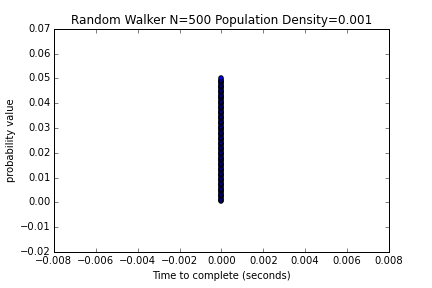 Random Walker N=500 Population Density=0.001
probability value
0.07
0.06
0.05
0.04
0.03
0.02
0.01
0.00
−0.01
−0.02
−0.008 −0.006 −0.004 −0.002 0.000 0.002 0.004 0.006 0.008
Time to complete (seconds)